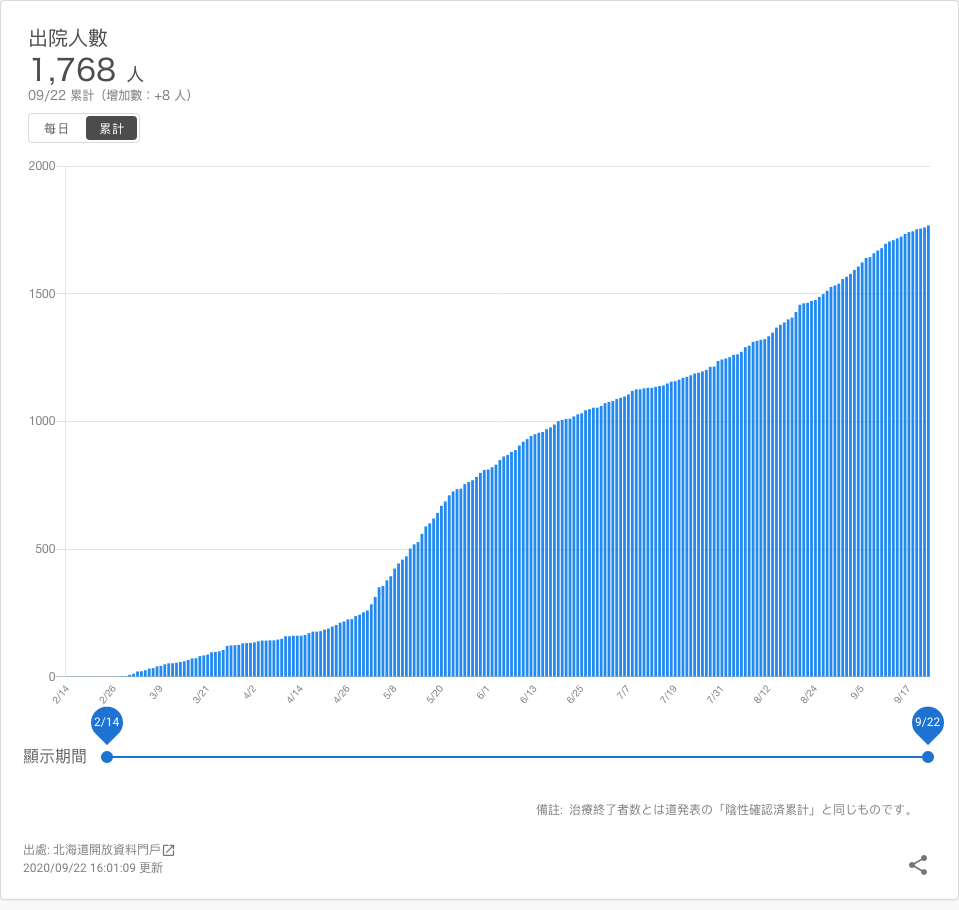 出院人數
1,768 人
09/22 累計（增加數：+8 人）
每日 累計
2000
1500
1000
500
0
2/14 2/26 3/9 3/21 4/2 4/14 4/26 5/8 5/20 6/1 6/13 6/25 7/7 7/19 7/31 8/12 8/24 9/5 9/17
2/14 9/22
顯示期間
備註: 治療終了者数とは道発表の「陰性確認済累計」と同じものです。
出處: 北海道開放資料門戶
2020/09/22 16:01:09 更新